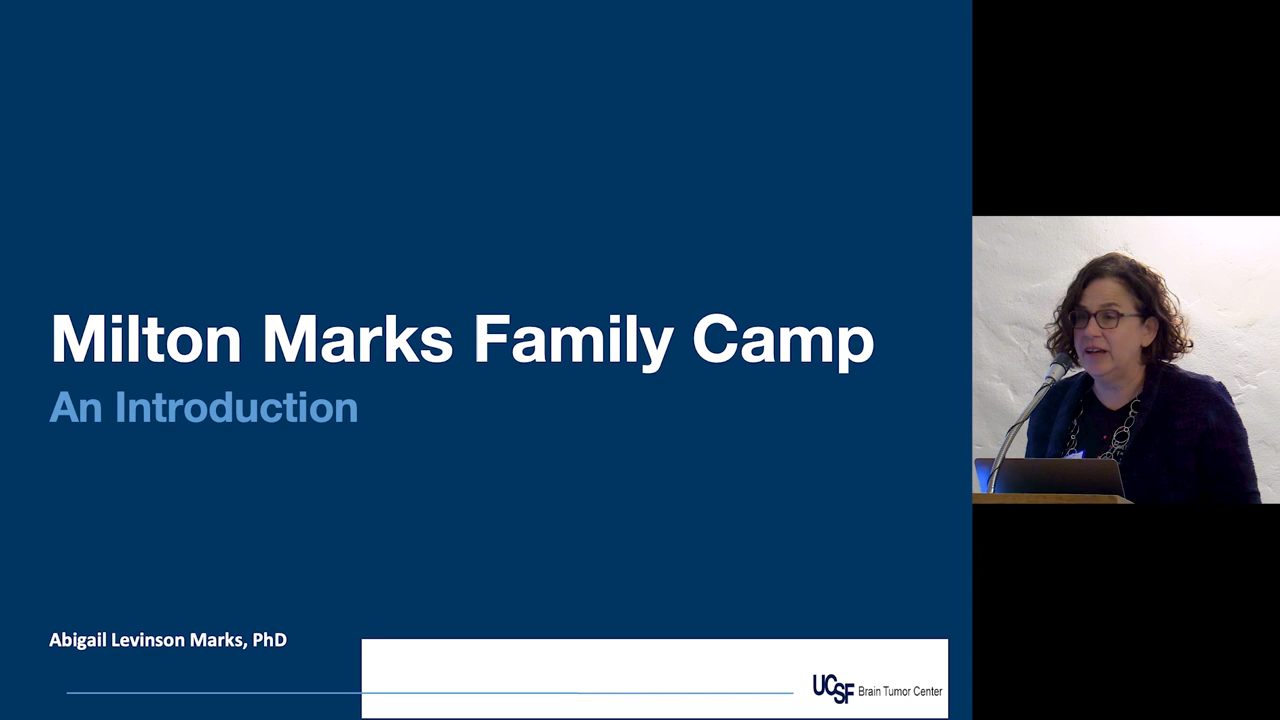 Milton Marks Family Camp
An Introduction
Abigail Levinson Marks, PhD
UCSF Brain Tumor Center